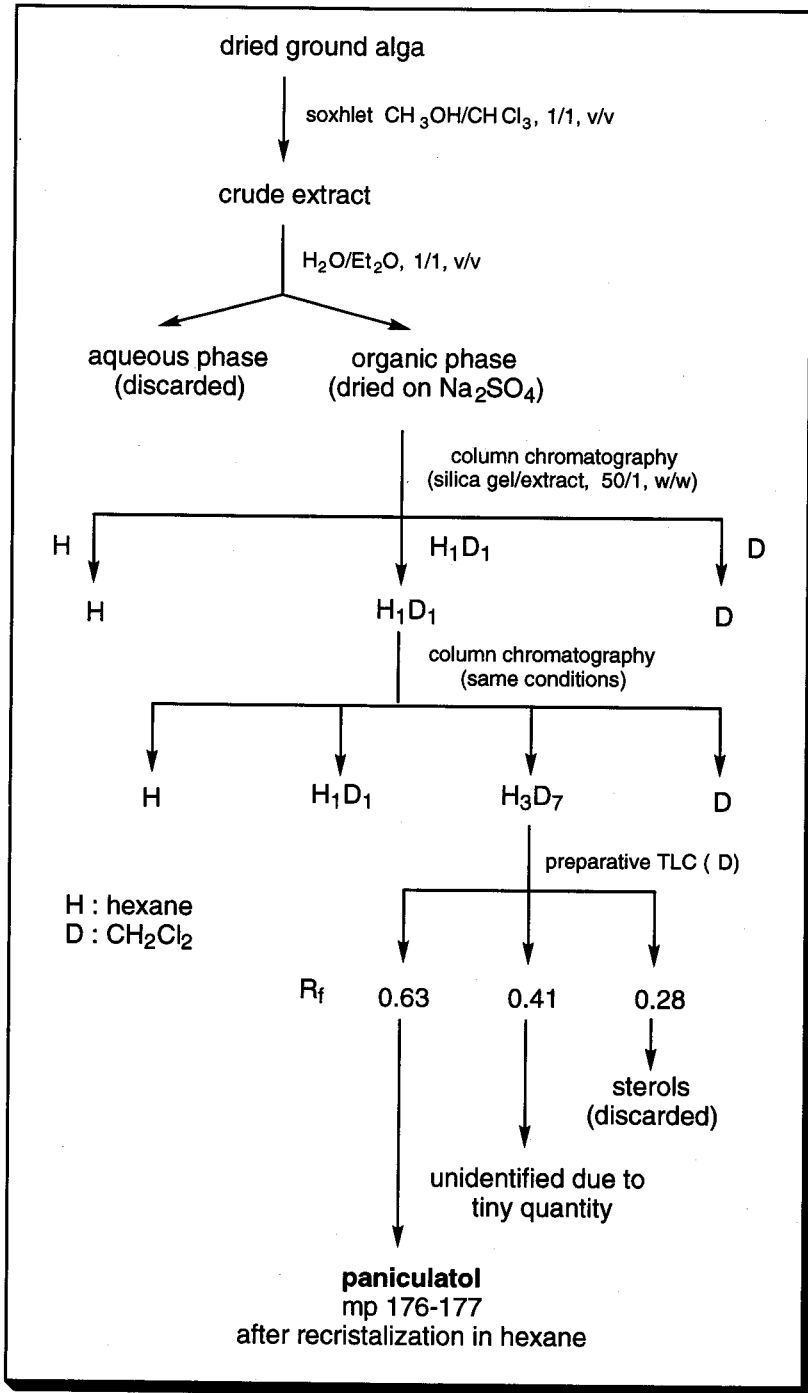 dried ground alga
soxhlet CH₃OH/CHCl₃, 1/1, v/v
crude extract
H₂O/Et₂O, 1/1, v/v
aqueous phase
(discarded)
organic phase
(dried on Na₂SO₄)
column chromatography
(silica gel/extract, 50/1, w/w)
H
H₁D₁
D
H
H₁D₁
D
column chromatography
(same conditions)
H
H₁D₁
H₃D₇
D
preparative TLC ( D)
H : hexane
D : CH₂Cl₂
Rf 0.63 0.41 0.28
sterols
(discarded)
unidentified due to
tiny quantity
paniculatol
mp 176-177
after recristalization in hexane